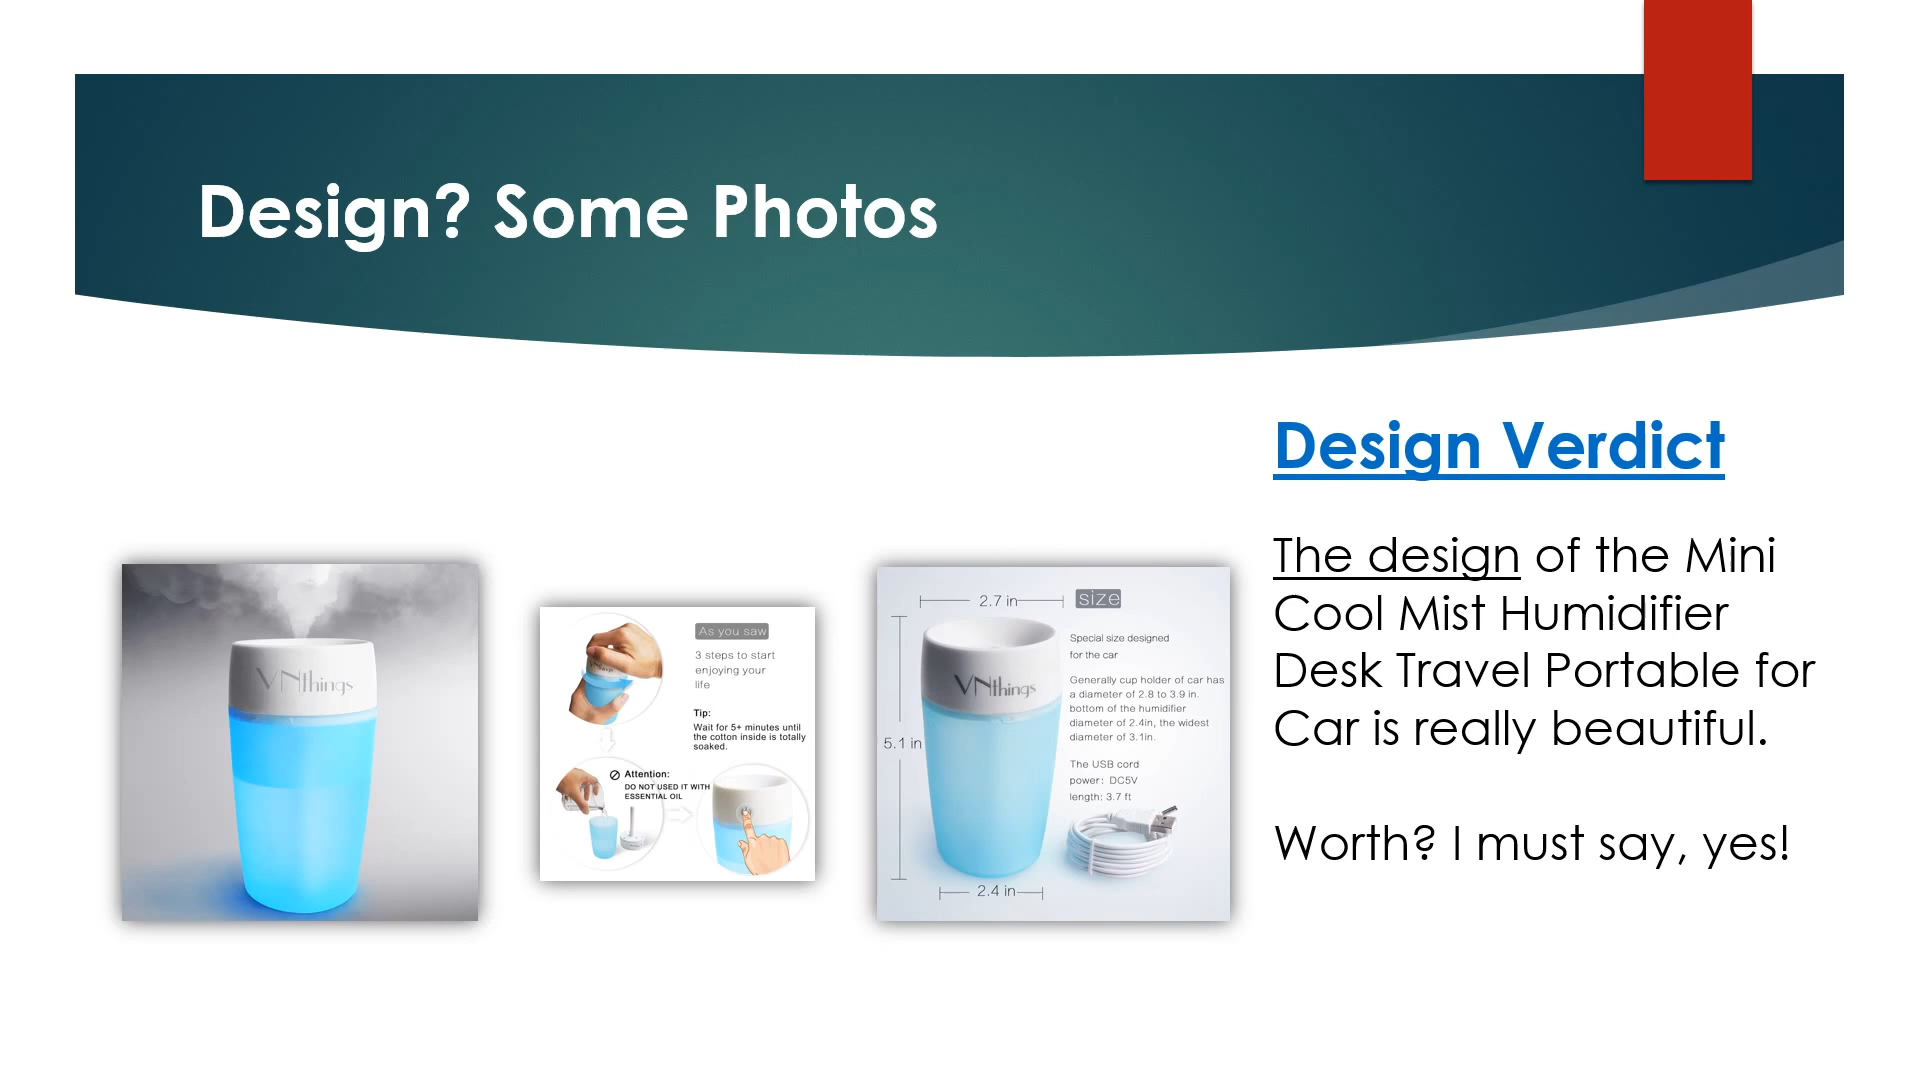 Design? Some Photos
Design Verdict
The design of the Mini
Cool Mist Humidifier
Desk Travel Portable for
Car is really beautiful.
Worth? I must say, yes!
VNthings
As you saw
3 steps to start
enjoying your
life
Tip:
Wait for 5+ minutes until
the cotton inside is totally
soaked.
Attention:
DO NOT USED IT WITH
ESSENTIAL OIL
2.7 in
size
Special size designed
for the car
VNthings
Generally cup holder of car has
a diameter of 2.8 to 3.9 in.
bottom of the humidifier
diameter of 2.4in, the widest
diameter of 3.1in.
5.1 in
The USB cord
power: DC5V
length: 3.7 ft
2.4 in